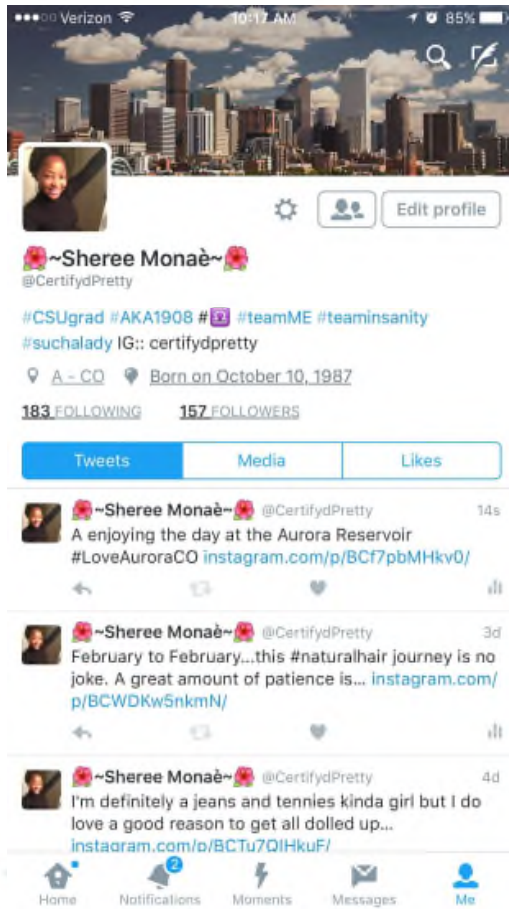 Verizon 10:17 AM 85%
Edit profile
🌺~Sheree Monaè~🌺
@CertifydPretty
#CSUgrad #AKA1908 #♎ #teamME #teaminsanity
#suchalady IG:: certifydpretty
A - CO Born on October 10, 1987
183 FOLLOWING 157 FOLLOWERS
Tweets Media Likes
🌺~Sheree Monaè~🌺 @CertifydPretty 14s
A enjoying the day at the Aurora Reservoir
#LoveAuroraCO instagram.com/p/BCf7pbMHkv0/
🌺~Sheree Monaè~🌺 @CertifydPretty 3d
February to February...this #naturalhair journey is no
joke. A great amount of patience is... instagram.com/
p/BCWDKw5nkmN/
🌺~Sheree Monaè~🌺 @CertifydPretty 4d
I'm definitely a jeans and tennies kinda girl but I do
love a good reason to get all dolled up...
instagram.com/p/BCTu7QIHkuF/
2
Home Notifications Moments Messages Me